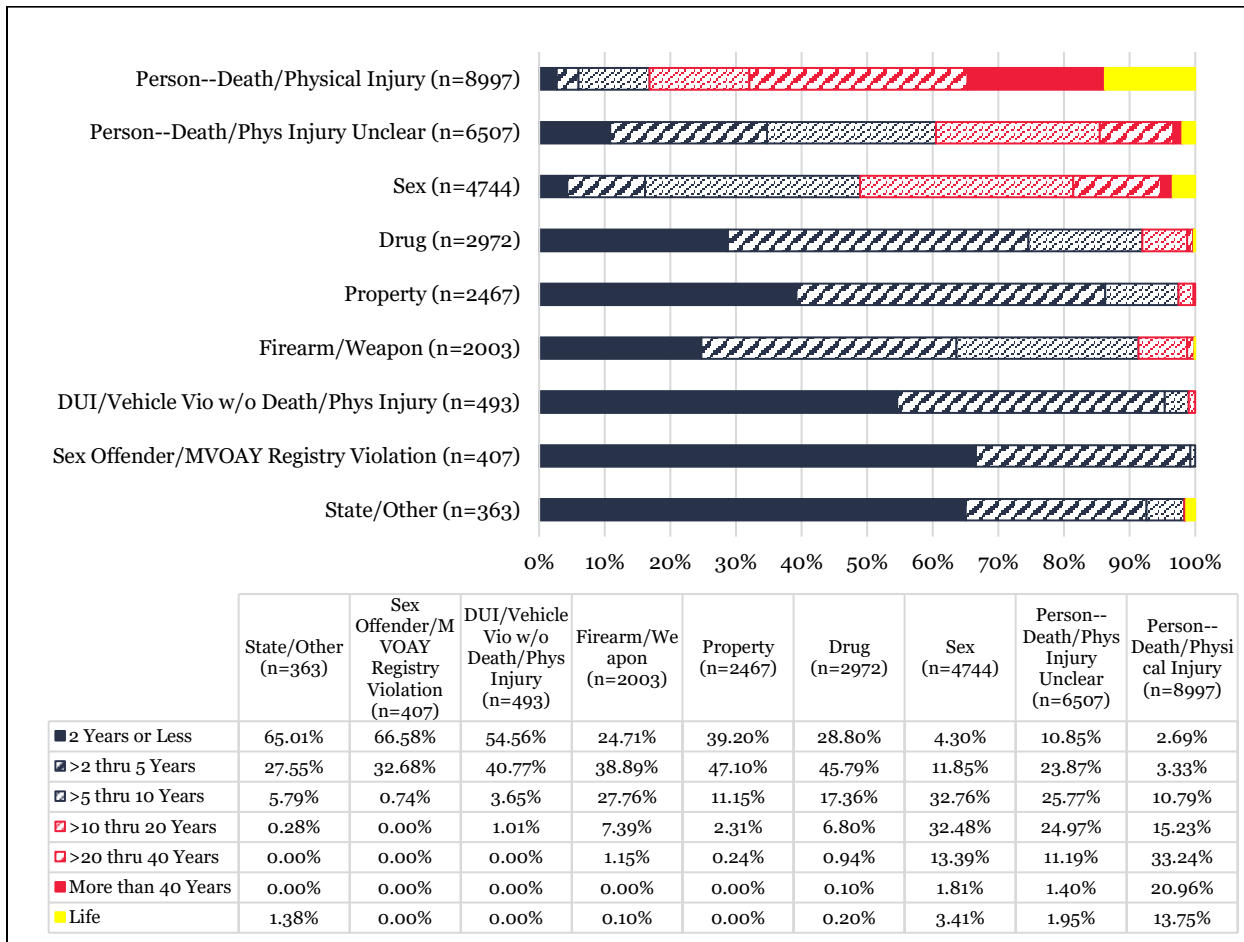 Person--Death/Physical Injury (n=8997)
Person--Death/Phys Injury Unclear (n=6507)
Sex (n=4744)
Drug (n=2972)
Property (n=2467)
Firearm/Weapon (n=2003)
DUI/Vehicle Vio w/o Death/Phys Injury (n=493)
Sex Offender/MVOAY Registry Violation (n=407)
State/Other (n=363)
0% 10% 20% 30% 40% 50% 60% 70% 80% 90% 100%
State/Other
(n=363)
Sex
Offender/M
VOAY
Registry
Violation
(n=407)
DUI/Vehicle
Vio w/o
Death/Phys
Injury
(n=493)
Firearm/We
apon
(n=2003)
Property
(n=2467)
Drug
(n=2972)
Sex
(n=4744)
Person--
Death/Phys
Injury
Unclear
(n=6507)
Person--
Death/Physi
cal Injury
(n=8997)
2 Years or Less 65.01% 66.58% 54.56% 24.71% 39.20% 28.80% 4.30% 10.85% 2.69%
>2 thru 5 Years 27.55% 32.68% 40.77% 38.89% 47.10% 45.79% 11.85% 23.87% 3.33%
>5 thru 10 Years 5.79% 0.74% 3.65% 27.76% 11.15% 17.36% 32.76% 25.77% 10.79%
>10 thru 20 Years 0.28% 0.00% 1.01% 7.39% 2.31% 6.80% 32.48% 24.97% 15.23%
>20 thru 40 Years 0.00% 0.00% 0.00% 1.15% 0.24% 0.94% 13.39% 11.19% 33.24%
More than 40 Years 0.00% 0.00% 0.00% 0.00% 0.00% 0.10% 1.81% 1.40% 20.96%
Life 1.38% 0.00% 0.00% 0.10% 0.00% 0.20% 3.41% 1.95% 13.75%